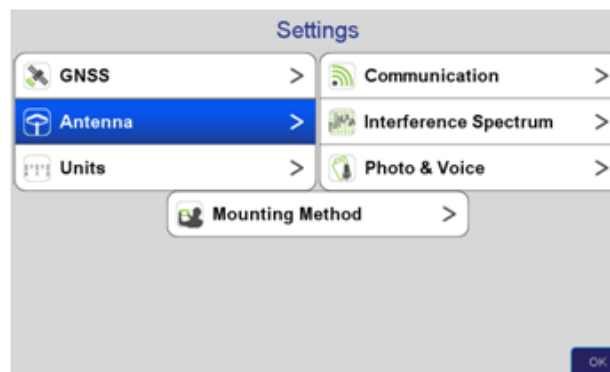 Settings
GNSS >
Communication >
Antenna >
Interference Spectrum >
Units >
Photo & Voice >
Mounting Method >
OK